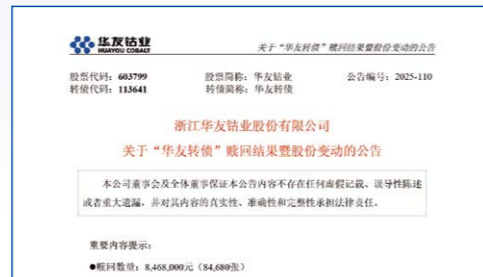 华友钴业
HUAYOU COBALT
关于“华友转债”赎回结果暨股份变动的公告
股票代码：603799 股票简称：华友钴业 公告编号：2025-110
转债代码：113641 转债简称：华友转债
浙江华友钴业股份有限公司
关于“华友转债”赎回结果暨股份变动的公告
本公司董事会及全体董事保证本公告内容不存在任何虚假记载、误导性陈述
或者重大遗漏，并对其内容的真实性、准确性和完整性承担法律责任。
重要内容提示：
●赎回数量：8,468,000元（84,680张）